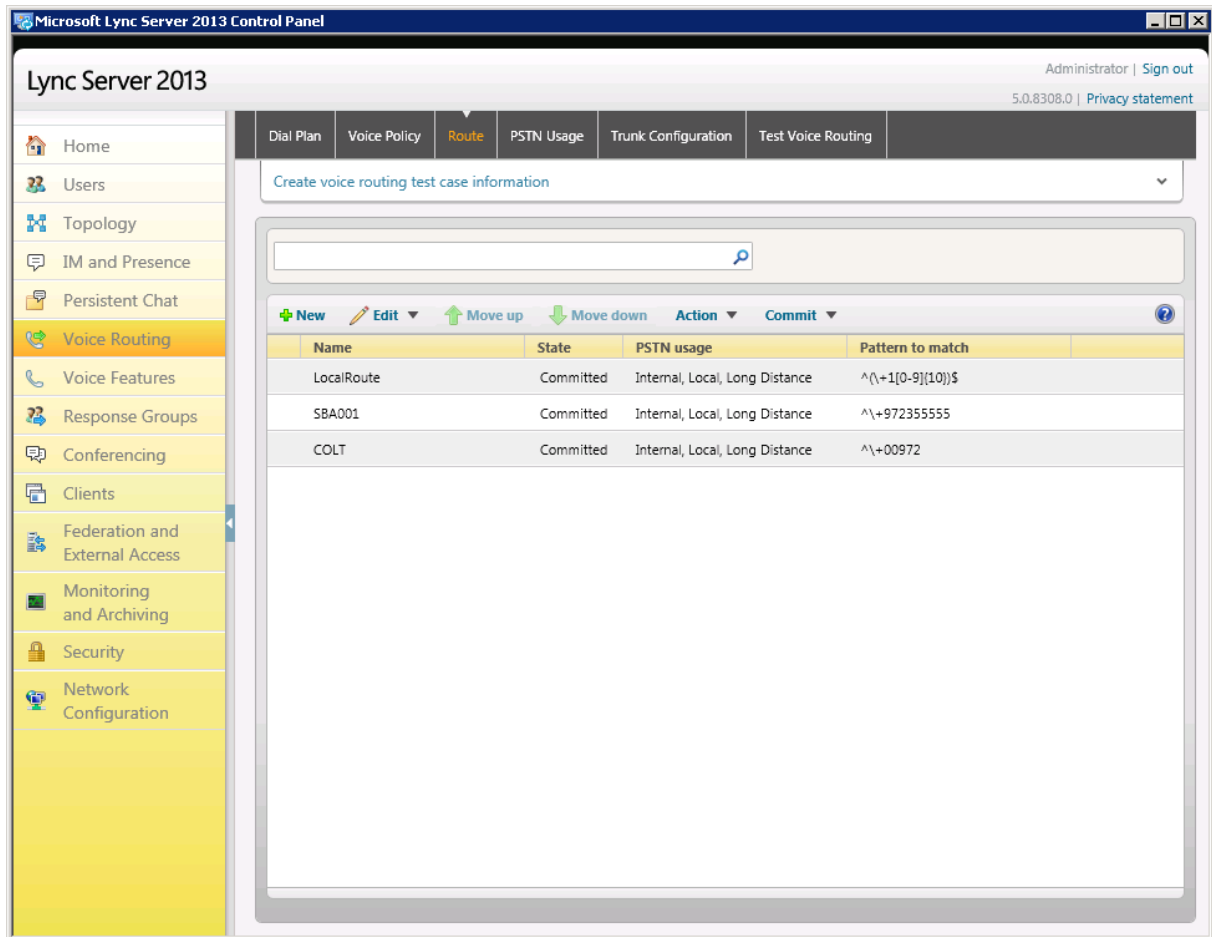 Microsoft Lync Server 2013 Control Panel
Lync Server 2013
Administrator | Sign out
5.0.8308.0 | Privacy statement
Home
Users
Topology
IM and Presence
Persistent Chat
Voice Routing
Voice Features
Response Groups
Conferencing
Clients
Federation and
External Access
Monitoring
and Archiving
Security
Network
Configuration
Dial Plan Voice Policy Route PSTN Usage Trunk Configuration Test Voice Routing
Create voice routing test case information
New Edit Move up Move down Action Commit
Name State PSTN usage Pattern to match
LocalRoute Committed Internal, Local, Long Distance ^(\+1[0-9]{10})$
SBA001 Committed Internal, Local, Long Distance ^\+972355555
COLT Committed Internal, Local, Long Distance ^\+00972